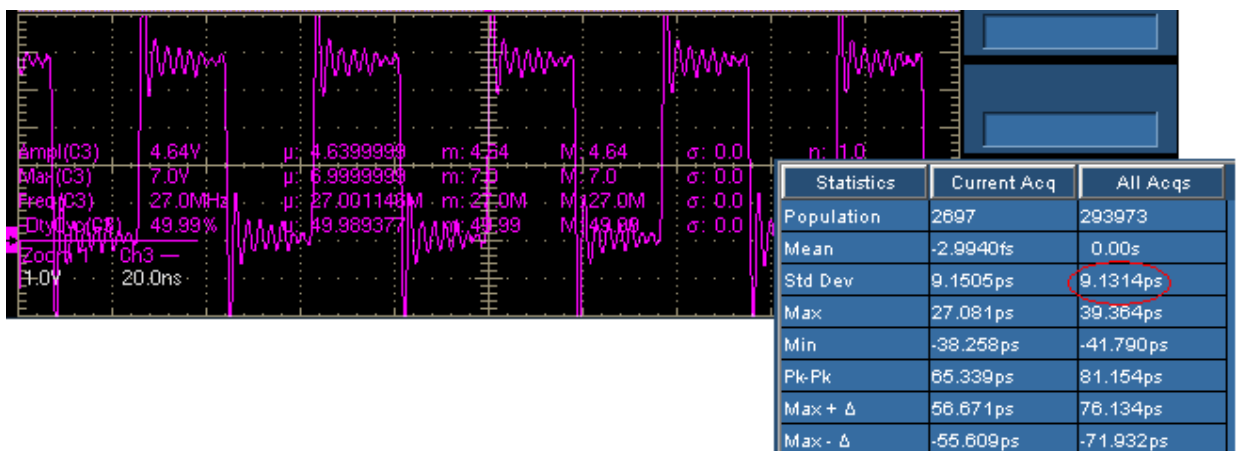 Ampl(C3) 4.64V µ: 4.6399999 m: 4.64 M: 4.64 σ: 0.0 n: 1.0
Max(C3) 7.0V µ: 6.9999999 m: 7.0 M: 7.0 σ: 0.0
Freq(C3) 27.0MHz µ: 27.001146M m: 27.0M M: 27.0M σ: 0.0
49.99% µ: 49.989377 m: 49.99 M: 49.99 σ: 0.0
Zoom 1 Ch3
1.0V 20.0ns
Statistics Current Acq All Acqs
Population 2697 293973
Mean -2.9940fs 0.00s
Std Dev 9.1505ps 9.1314ps
Max 27.081ps 39.364ps
Min -38.258ps -41.790ps
Pk-Pk 65.339ps 81.154ps
Max + Δ 56.671ps 76.134ps
Max - Δ -55.609ps -71.932ps